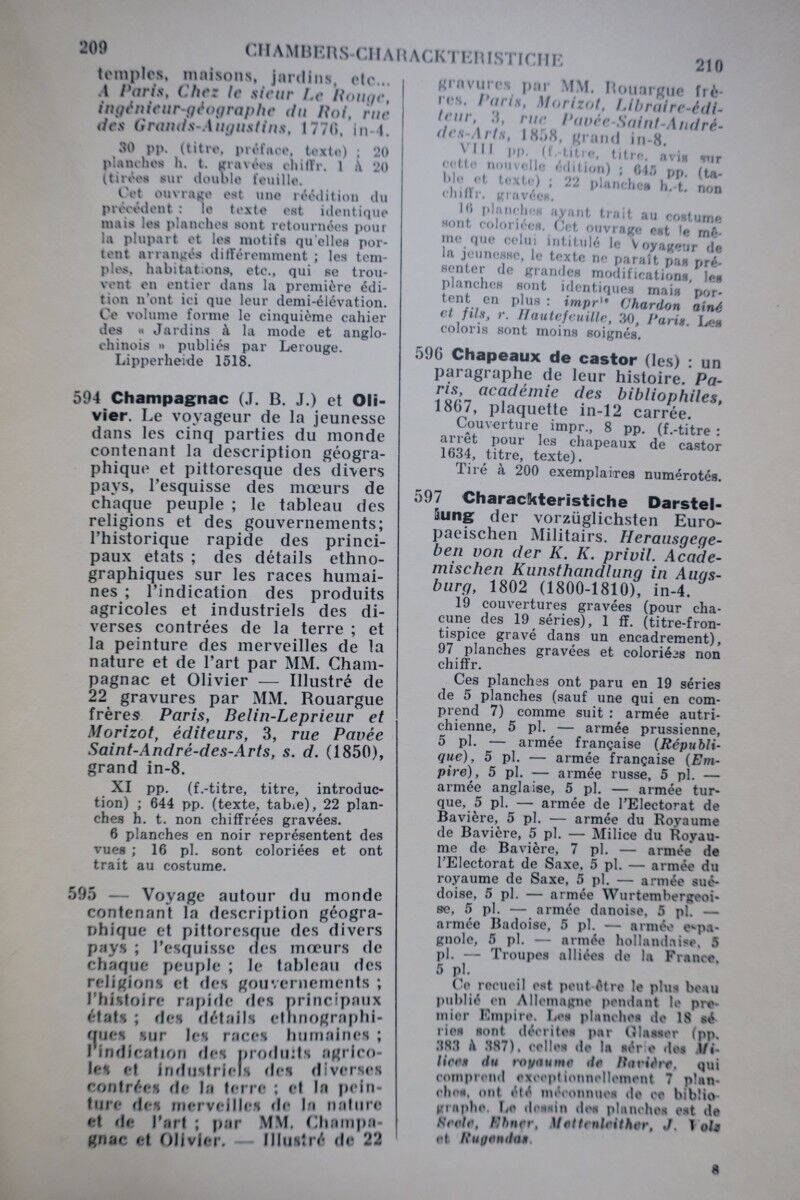 209
CHAMBERS-CHARACKTERISTICHE
210
temples, maisons, jardins, etc...
A Paris, Chez le sieur Le Rouge,
ingénieur-géographe du Roi, rue
des Grands-Augustins, 1776, in-4.
30 pp. (titre, préface, texte) ; 20
planches h. t. gravées chiffr. 1 à 20
(tirées sur double feuille.
Cet ouvrage est une réédition du
précédent : le texte est identique
mais les planches sont retournées pour
la plupart et les motifs qu'elles por-
tent arrangés différemment ; les tem-
ples, habitations, etc., qui se trou-
vent en entier dans la première édi-
tion n'ont ici que leur demi-élévation.
Ce volume forme le cinquième cahier
des « Jardins à la mode et anglo-
chinois » publiés par Lerouge.
Lipperheide 1518.
594 Champagnac (J. B. J.) et Oli-
vier. Le voyageur de la jeunesse
dans les cinq parties du monde
contenant la description géogra-
phique et pittoresque des divers
pays, l'esquisse des mœurs de
chaque peuple ; le tableau des
religions et des gouvernements;
l'historique rapide des princi-
paux etats ; des détails ethno-
graphiques sur les races humai-
nes ; l'indication des produits
agricoles et industriels des di-
verses contrées de la terre ; et
la peinture des merveilles de la
nature et de l'art par MM. Cham-
pagnac et Olivier — Illustré de
22 gravures par MM. Rouargue
frères Paris, Belin-Leprieur et
Morizot, éditeurs, 3, rue Pavée
Saint-André-des-Arts, s. d. (1850),
grand in-8.
XI pp. (f.-titre, titre, introduc-
tion) ; 644 pp. (texte, table), 22 plan-
ches h. t. non chiffrées gravées.
6 planches en noir représentent des
vues ; 16 pl. sont coloriées et ont
trait au costume.
595 — Voyage autour du monde
contenant la description géogra-
phique et pittoresque des divers
pays ; l'esquisse des mœurs de
chaque peuple ; le tableau des
religions et des gouvernements ;
l'histoire rapide des principaux
états ; des détails ethnographi-
ques sur les races humaines ;
l'indication des produits agrico-
les et industriels des diverses
contrées de la terre ; et la pein-
ture des merveilles de la nature
et de l'art ; par MM. Champa-
gnac et Olivier. — Illustré de 22
gravures par MM. Rouargue frè-
res. Paris, Morizot, Libraire-édi-
teur, 3, rue Pavée-Saint-André-
des-Arts, 1858, grand in-8.
VIII pp. (f.-titre, titre, avis sur
cette nouvelle édition) ; 645 pp. (ta-
ble et texte) ; 22 planches h.-t. non
chiffr. gravées.
16 planches ayant trait au costume
sont coloriées. Cet ouvrage est le mê-
me que celui intitulé le Voyageur de
la jeunesse, le texte ne paraît pas pré-
senter de grandes modifications, les
planches sont identiques mais por-
tent en plus : impr^ie Chardon aîné
et fils, r. Hautefeuille, 30, Paris. Les
coloris sont moins soignés.
596 Chapeaux de castor (les) : un
paragraphe de leur histoire. Pa-
ris, académie des bibliophiles,
1867, plaquette in-12 carrée.
Couverture impr., 8 pp. (f.-titre :
arrêt pour les chapeaux de castor
1634, titre, texte).
Tiré à 200 exemplaires numérotés.
597 Charackteristiche Darstel-
lung der vorzüglichsten Euro-
paeischen Militairs. Herausgege-
ben von der K. K. privil. Acade-
mischen Kunsthandlung in Augs-
burg, 1802 (1800-1810), in-4.
19 couvertures gravées (pour cha-
cune des 19 séries), 1 ff. (titre-fron-
tispice gravé dans un encadrement),
97 planches gravées et coloriées non
chiffr.
Ces planches ont paru en 19 séries
de 5 planches (sauf une qui en com-
prend 7) comme suit : armée autri-
chienne, 5 pl. — armée prussienne,
5 pl. — armée française (Républi-
que), 5 pl. — armée française (Em-
pire), 5 pl. — armée russe, 5 pl. —
armée anglaise, 5 pl. — armée tur-
que, 5 pl. — armée de l'Electorat de
Bavière, 5 pl. — armée du Royaume
de Bavière, 5 pl. — Milice du Royau-
me de Bavière, 7 pl. — armée de
l'Electorat de Saxe, 5 pl. — armée du
royaume de Saxe, 5 pl. — armée sué-
doise, 5 pl. — armée Wurtembergeoi-
se, 5 pl. — armée danoise, 5 pl. —
armée Badoise, 5 pl. — armée espa-
gnole, 5 pl. — armée hollandaise, 5
pl. — Troupes alliées de la France,
5 pl.
Ce recueil est peut-être le plus beau
publié en Allemagne pendant le pre-
mier Empire. Les planches de 18 sé-
ries sont décrites par Glasser (pp.
383 à 387), celles de la série des Mi-
lices du royaume de Bavière, qui
comprend exceptionnellement 7 plan-
ches, ont été méconnues de ce biblio-
graphe. Le dessin des planches est de
Seele, Ebner, Mettenleither, J. Volz
et Rugendas.
8